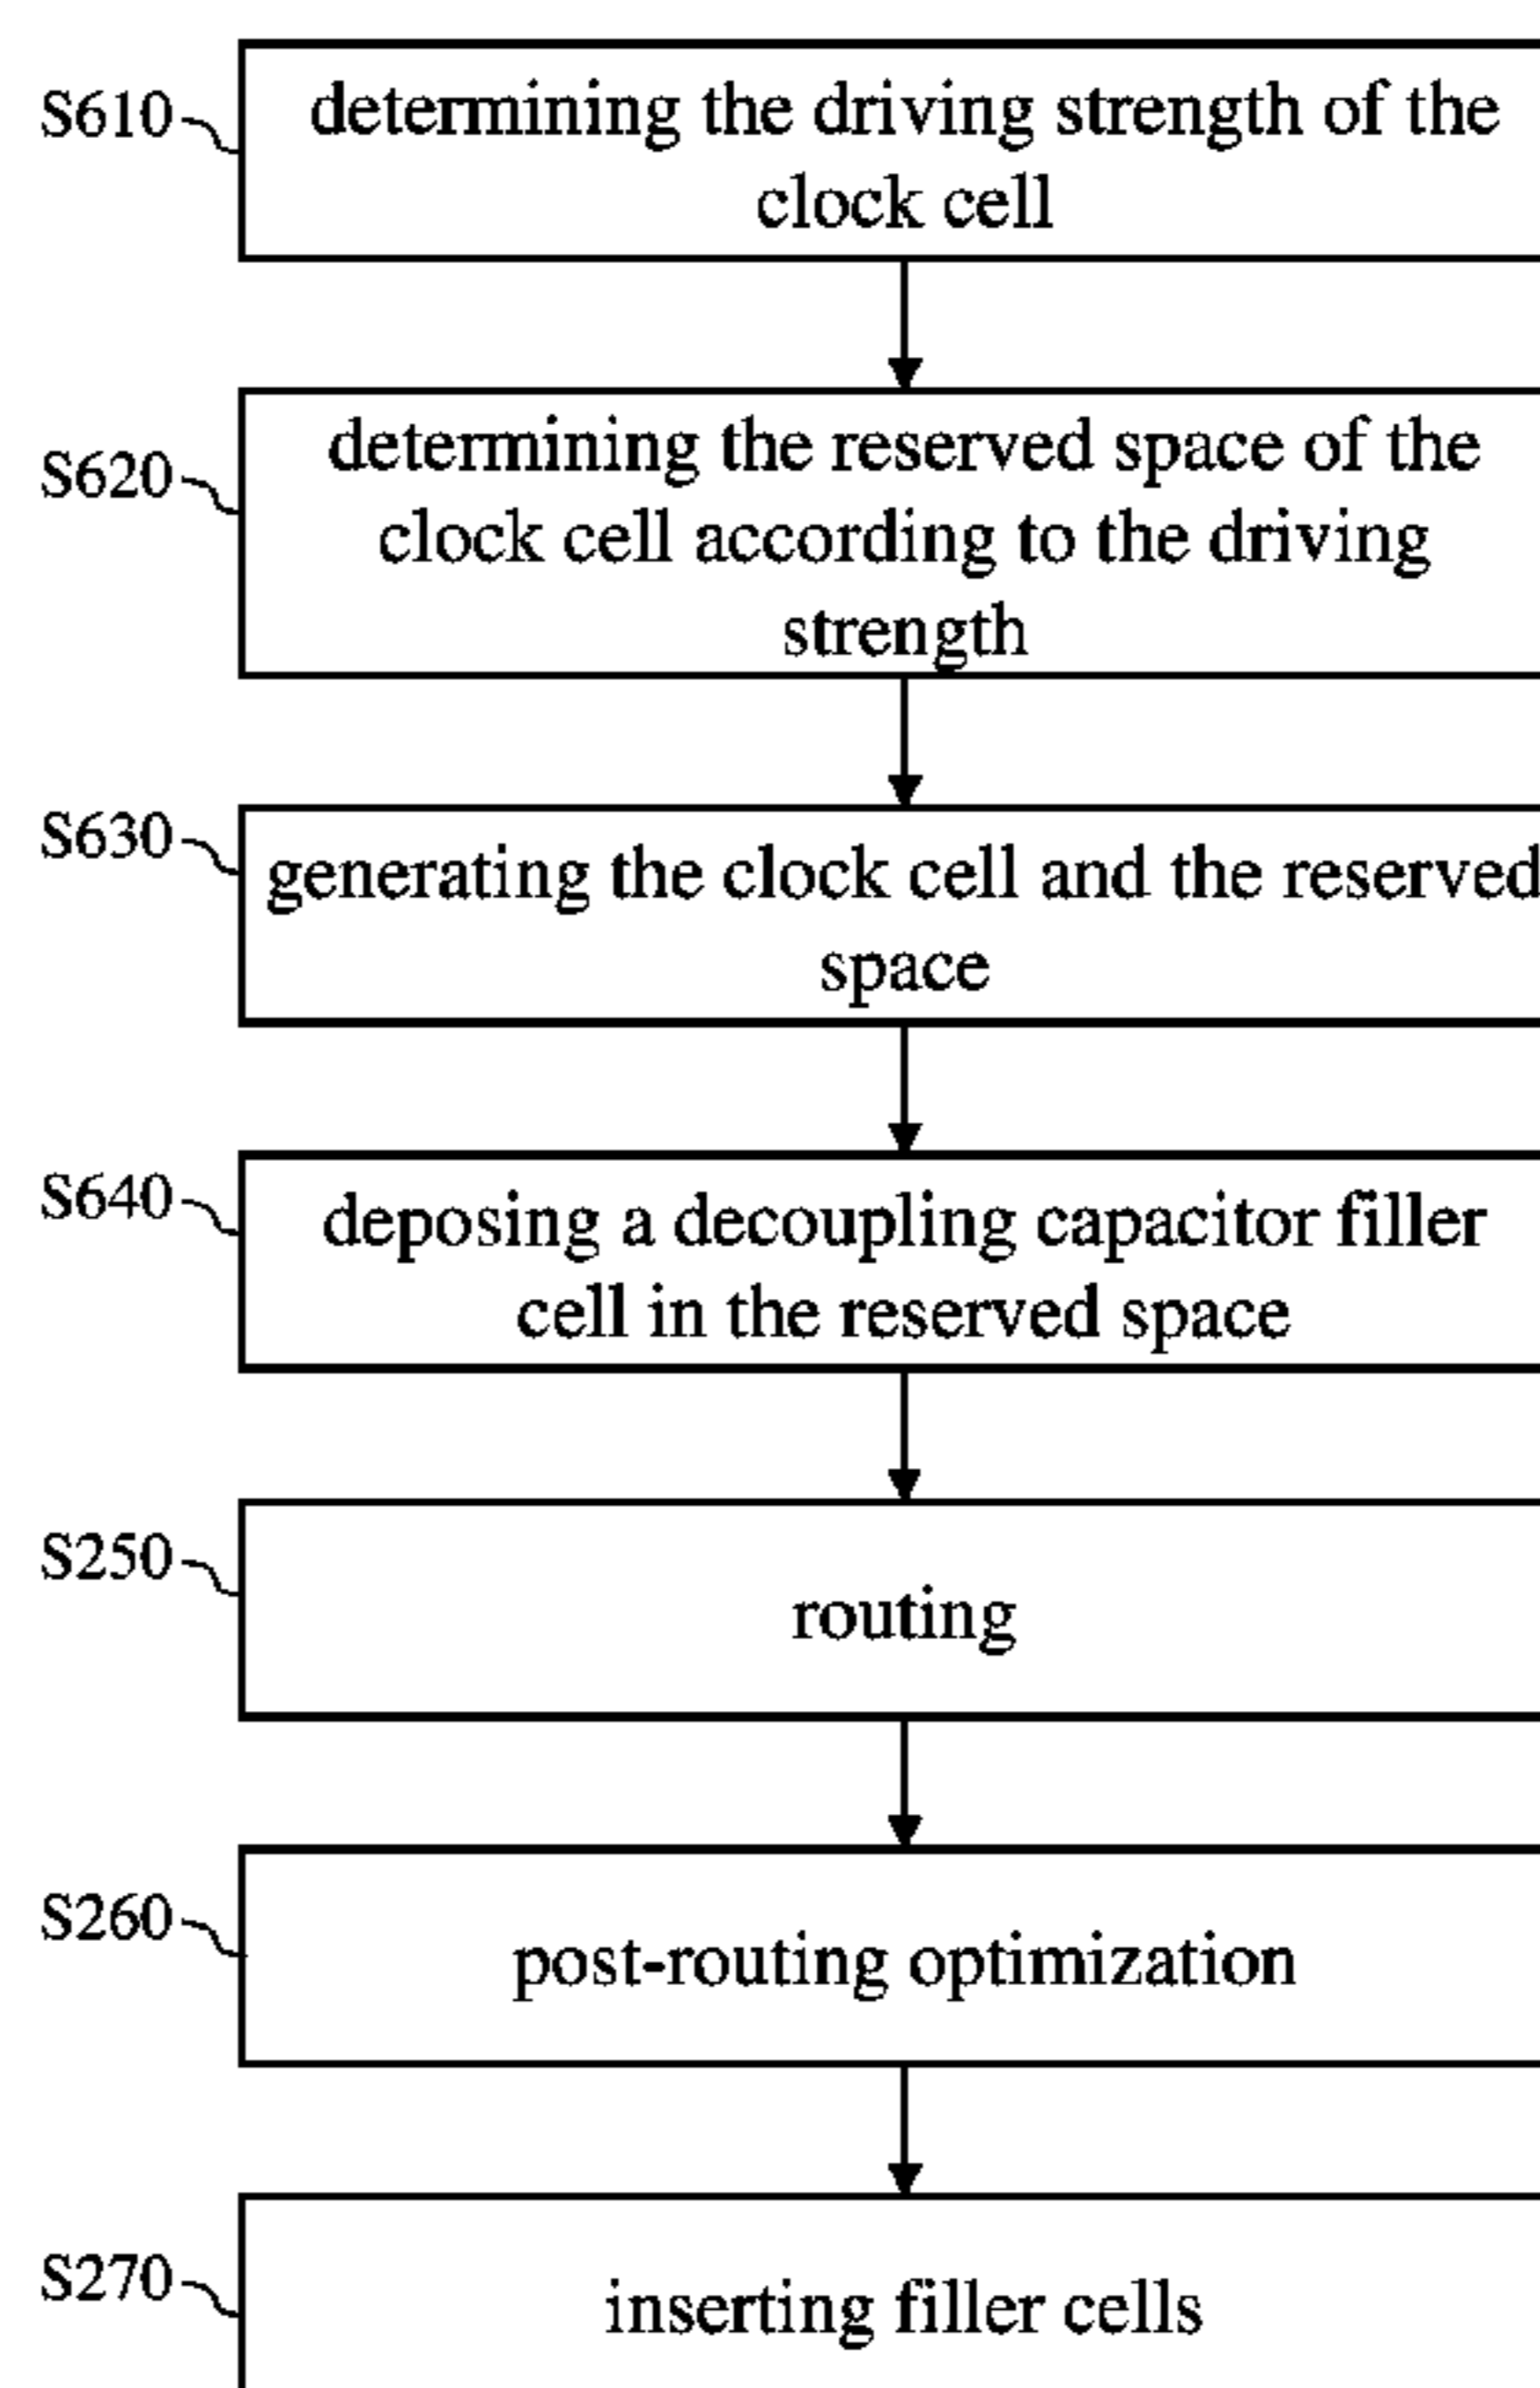 S610
determining the driving strength of the
clock cell
S620
determining the reserved space of the
clock cell according to the driving
strength
S630
generating the clock cell and the reserved
space
S640
deposing a decoupling capacitor filler
cell in the reserved space
S250
routing
S260
post-routing optimization
S270
inserting filler cells